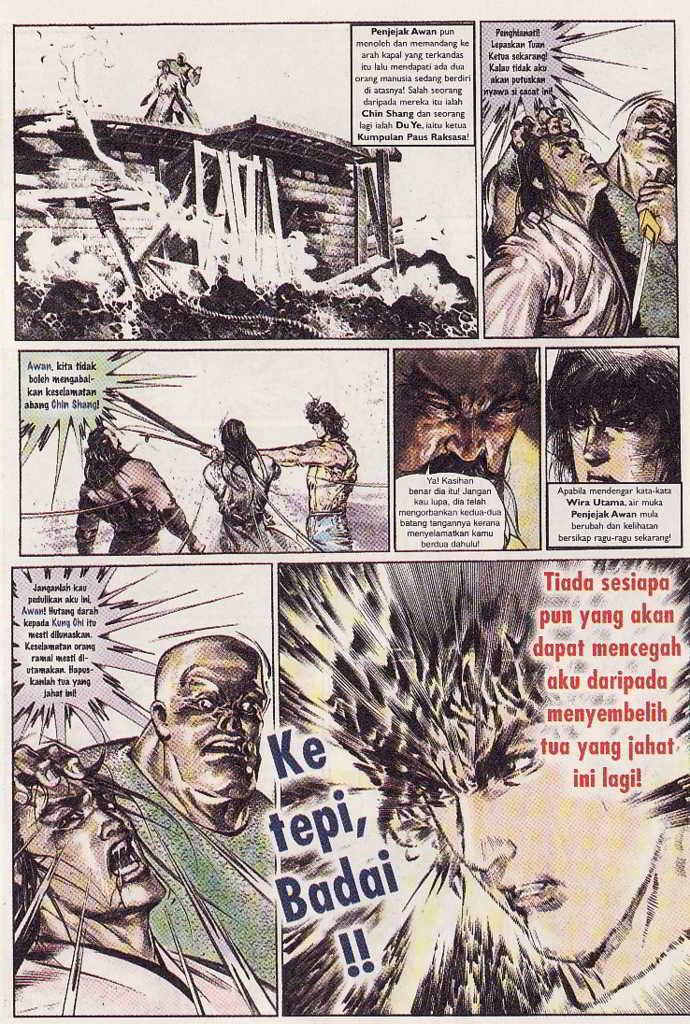 Penjejak Awan pun
menoleh dan memandang ke
arah kapal yang terkandas
itu lalu mendapati ada dua
orang manusia sedang berdiri
di atasnya! Salah seorang
daripada mereka itu ialah
Chin Shang dan seorang
lagi ialah Du Ye, iaitu ketua
Kumpulan Paus Raksasa!
Penghianat!
Lepaskan Tuan
Ketua sekarang!
Kalau tidak aku
akan putuskan
nyawa si cacat ini!
Awan, kita tidak
boleh mengabai-
kan keselamatan
abang Chin Shang!
Ya! Kasihan
benar dia itu! Jangan
kau lupa, dia telah
mengorbankan kedua-dua
batang tangannya kerana
menyelamatkan kamu
berdua dahulu!
Apabila mendengar kata-kata
Wira Utama, air muka
Penjejak Awan mula
berubah dan kelihatan
bersikap ragu-ragu sekarang!
Janganlah kau
pedulikan aku ini,
Awan! Hutang darah
kepada Kung Chi itu
mesti dilunaskan.
Keselamatan orang
ramai mesti di-
utamakan. Hapus-
kanlah tua yang
jahat ini!
Ke
tepi,
Badai
!!
Tiada sesiapa
pun yang akan
dapat mencegah
aku daripada
menyembelih
tua yang jahat
ini lagi!